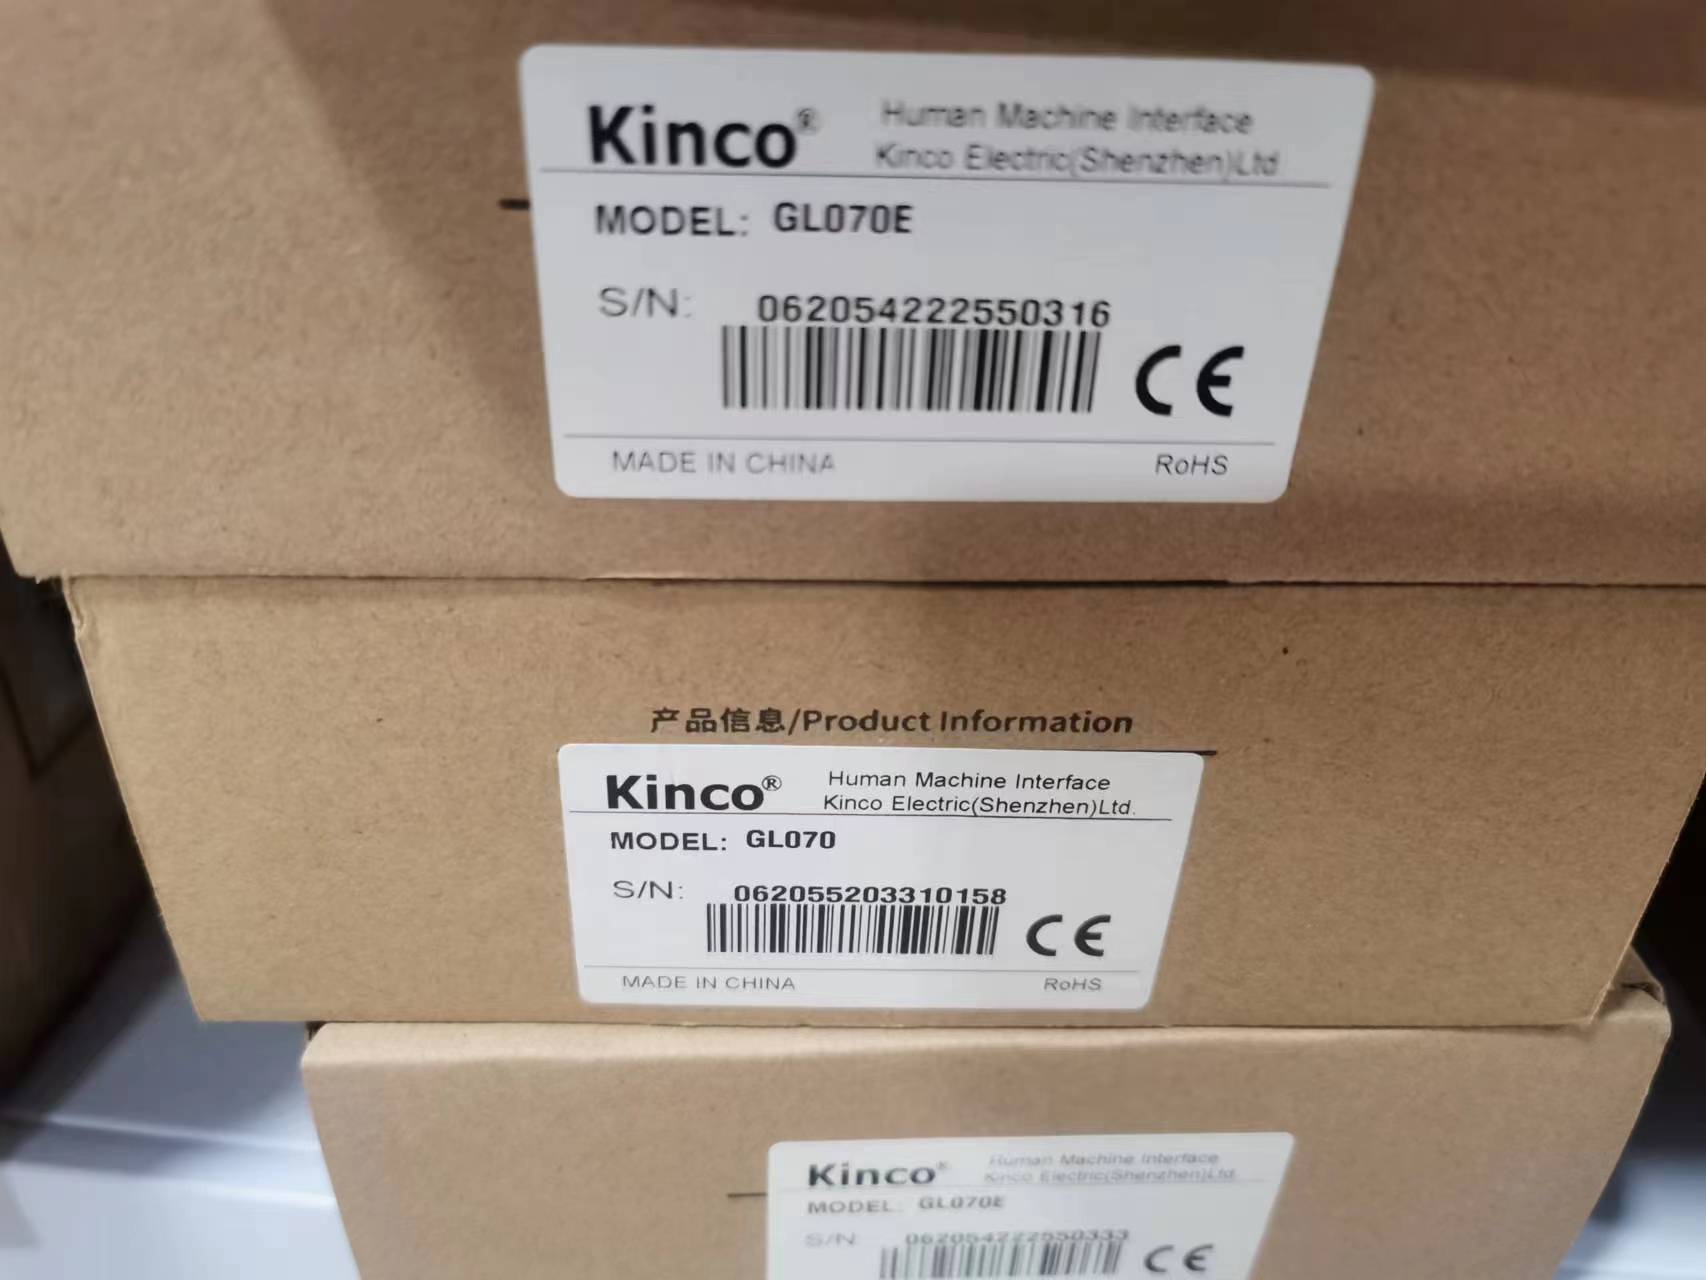 Kinco® Human Machine Interface
Kinco Electric(Shenzhen)Ltd
MODEL: GL070E
S/N: 062054222550316
CE
MADE IN CHINA RoHS
产品信息/Product Information
Kinco® Human Machine Interface
Kinco Electric(Shenzhen)Ltd.
MODEL: GL070
S/N: 062055203310158
CE
MADE IN CHINA RoHS
Kinco® Human Machine Interface
Kinco Electric(Shenzhen)Ltd.
MODEL: GL070E
S/N: 062054222550333
CE